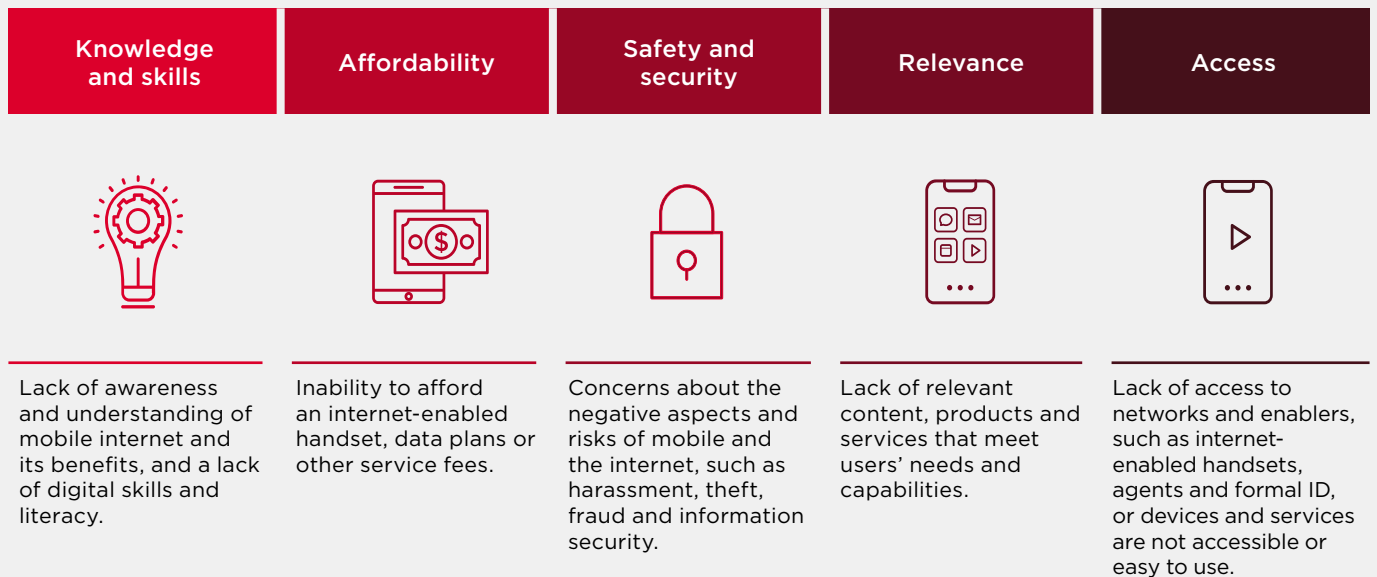 Knowledge
and skills
Affordability
Safety and
security
Relevance
Access
$
Lack of awareness
and understanding of
mobile internet and
its benefits, and a lack
of digital skills and
literacy.
Inability to afford
an internet-enabled
handset, data plans or
other service fees.
Concerns about the
negative aspects and
risks of mobile and
the internet, such as
harassment, theft,
fraud and information
security.
Lack of relevant
content, products and
services that meet
users’ needs and
capabilities.
Lack of access to
networks and enablers,
such as internet-
enabled handsets,
agents and formal ID,
or devices and services
are not accessible or
easy to use.